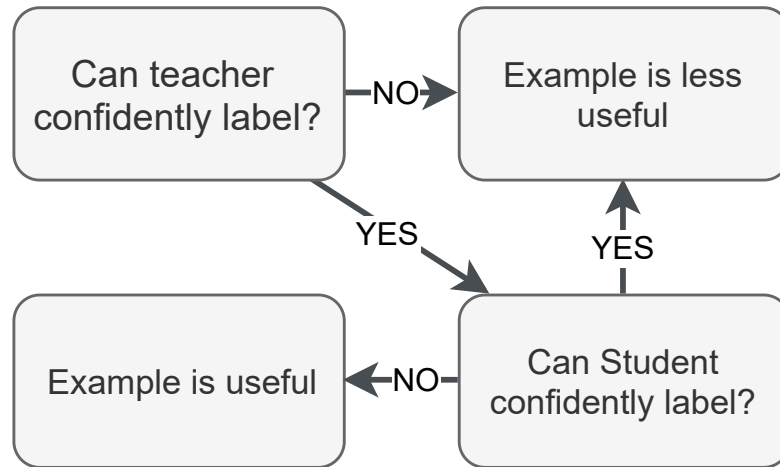 Can teacher
confidently label?
NO
Example is less
useful
YES
YES
Example is useful
NO
Can Student
confidently label?